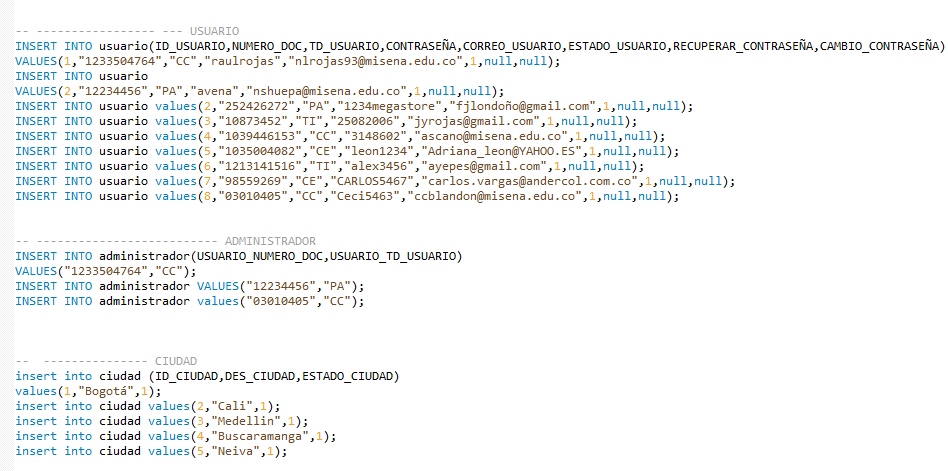 -- ----------------- --- USUARIO
INSERT INTO usuario(ID_USUARIO,NUMERO_DOC,TD_USUARIO,CONTRASEÑA,CORREO_USUARIO,ESTADO_USUARIO,RECUPERAR_CONTRASEÑA,CAMBIO_CONTRASEÑA)
VALUES(1,"1233504764","CC","raulrojas","nlrojas93@misena.edu.co",1,null,null);
INSERT INTO usuario
VALUES(2,"12234456","PA","avena","nshuepa@misena.edu.co",1,null,null);
INSERT INTO usuario values(2,"252426272","PA","1234megastore","fjlondoño@gmail.com",1,null,null);
INSERT INTO usuario values(3,"10873452","TI","25082006","jyrojas@gmail.com",1,null,null);
INSERT INTO usuario values(4,"1039446153","CC","3148602","ascano@misena.edu.co",1,null,null);
INSERT INTO usuario values(5,"1035004082","CE","leon1234","Adriana_leon@YAHOO.ES",1,null,null);
INSERT INTO usuario values(6,"1213141516","TI","alex3456","ayepes@gmail.com",1,null,null);
INSERT INTO usuario values(7,"98559269","CE","CARLOS5467","carlos.vargas@andercol.com.co",1,null,null);
INSERT INTO usuario values(8,"03010405","CC","Ceci5463","ccblandon@misena.edu.co",1,null,null);
-- -------------------------- ADMINISTRADOR
INSERT INTO administrador(USUARIO_NUMERO_DOC,USUARIO_TD_USUARIO)
VALUES("1233504764","CC");
INSERT INTO administrador VALUES("12234456","PA");
INSERT INTO administrador values("03010405","CC");
--  --------------- CIUDAD
insert into ciudad (ID_CIUDAD,DES_CIUDAD,ESTADO_CIUDAD)
values(1,"Bogotá",1);
insert into ciudad values(2,"Cali",1);
insert into ciudad values(3,"Medellin",1);
insert into ciudad values(4,"Buscaramanga",1);
insert into ciudad values(5,"Neiva",1);